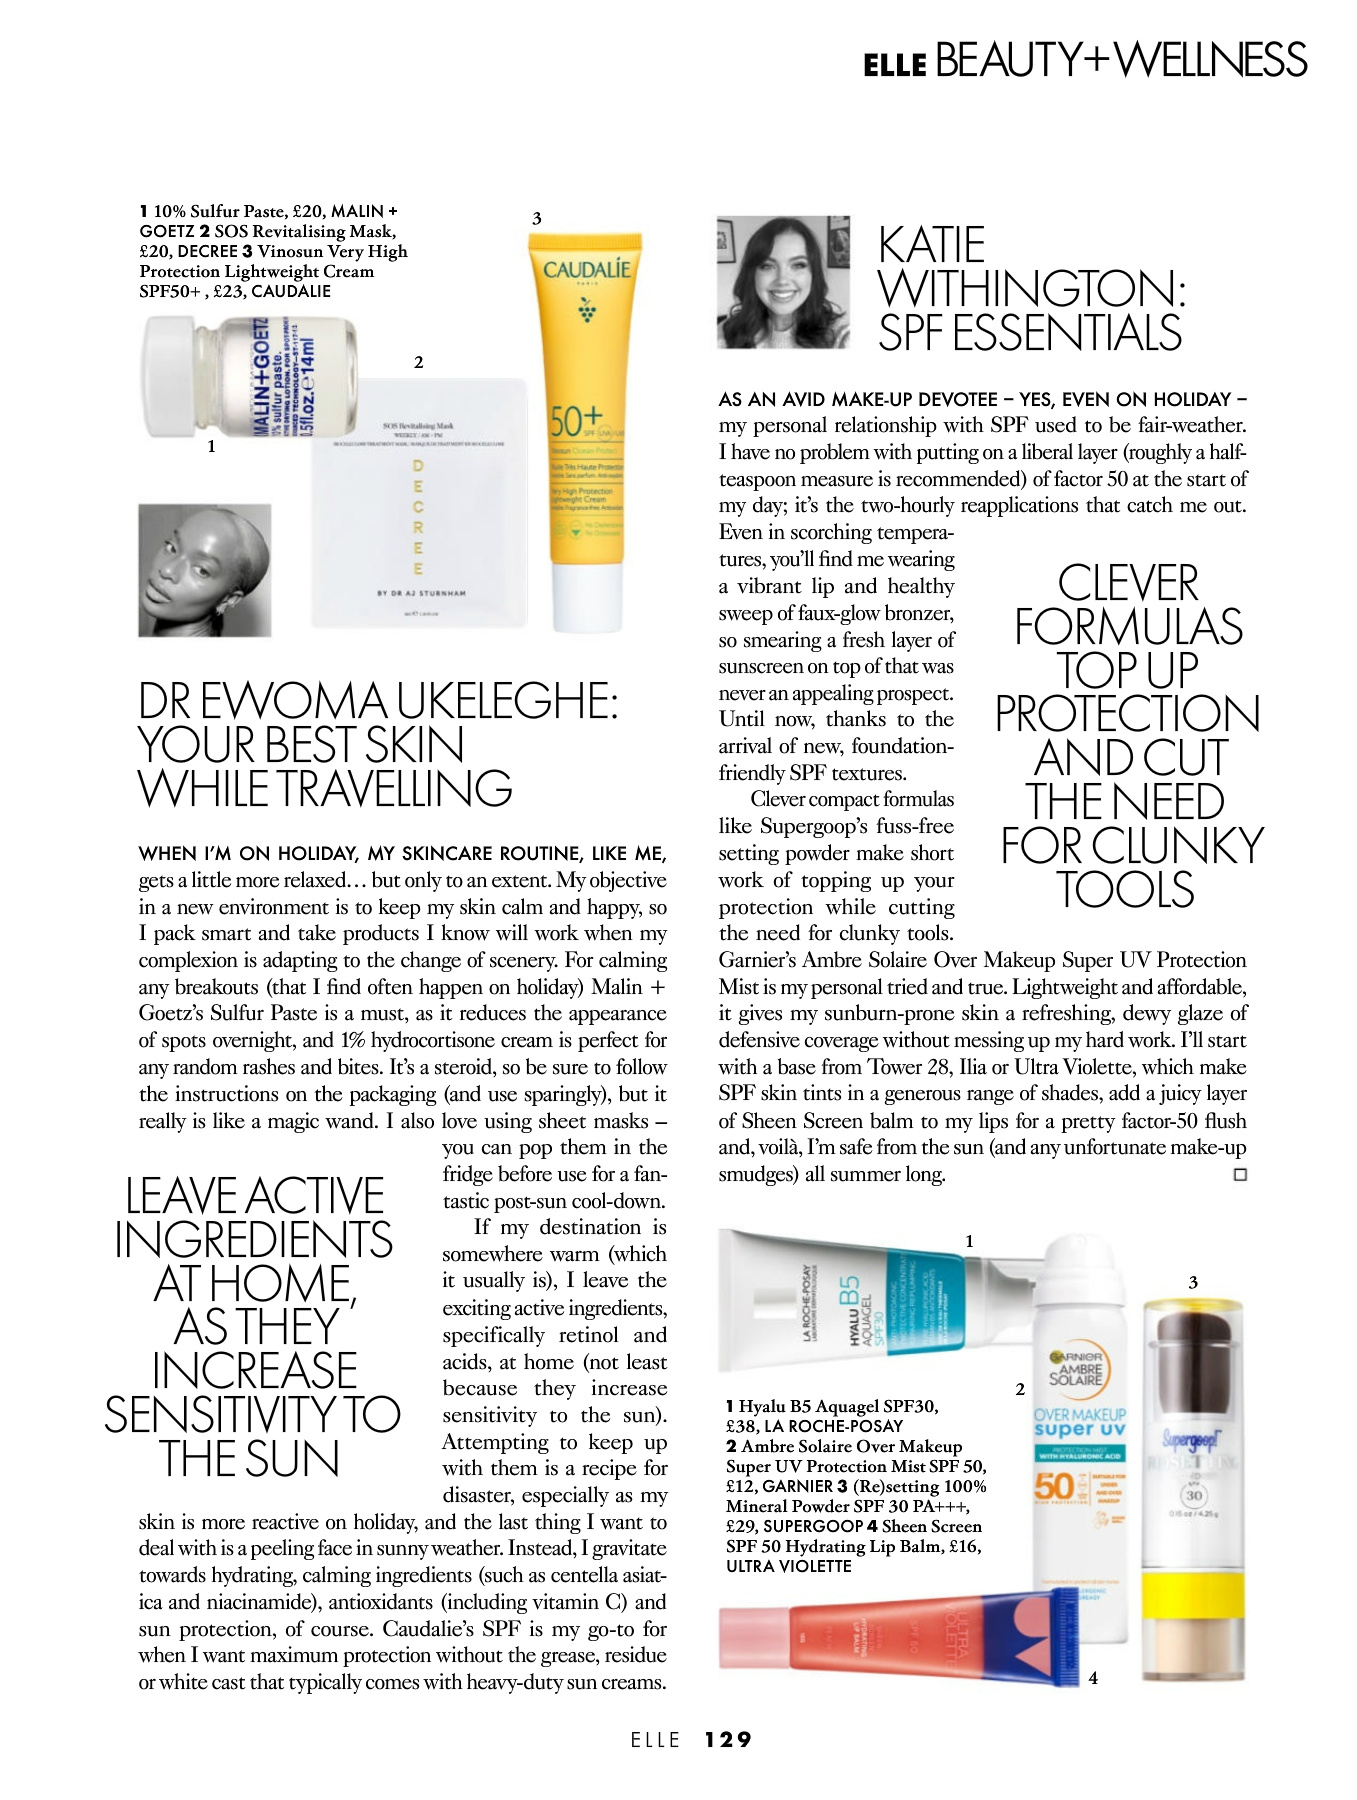 ELLE BEAUTY+WELLNESS
1 10% Sulfur Paste, £20, MALIN +
GOETZ 2 SOS Revitalising Mask,
£20, DECREE 3 Vinosun Very High
Protection Lightweight Cream
SPF50+ , £23, CAUDALIE
3
CAUDALÍE
PARIS
50+
2
1
MALIN+GOETZ
sulfur paste.
0.5fl.oz.℮14ml
SOS Revitalising Mask
WEEKLY / AM - PM
DECREE
BY DR AJ STURNHAM
DR EWOMA UKELEGHE:
YOUR BEST SKIN
WHILE TRAVELLING
WHEN I’M ON HOLIDAY, MY SKINCARE ROUTINE, LIKE ME,
gets a little more relaxed… but only to an extent. My objective
in a new environment is to keep my skin calm and happy, so
I pack smart and take products I know will work when my
complexion is adapting to the change of scenery. For calming
any breakouts (that I find often happen on holiday) Malin +
Goetz’s Sulfur Paste is a must, as it reduces the appearance
of spots overnight, and 1% hydrocortisone cream is perfect for
any random rashes and bites. It’s a steroid, so be sure to follow
the instructions on the packaging (and use sparingly), but it
really is like a magic wand. I also love using sheet masks –
you can pop them in the
fridge before use for a fan-
tastic post-sun cool-down.
If my destination is
somewhere warm (which
it usually is), I leave the
exciting active ingredients,
specifically retinol and
acids, at home (not least
because they increase
sensitivity to the sun).
Attempting to keep up
with them is a recipe for
disaster, especially as my
skin is more reactive on holiday, and the last thing I want to
deal with is a peeling face in sunny weather. Instead, I gravitate
towards hydrating, calming ingredients (such as centella asiat-
ica and niacinamide), antioxidants (including vitamin C) and
sun protection, of course. Caudalie’s SPF is my go-to for
when I want maximum protection without the grease, residue
or white cast that typically comes with heavy-duty sun creams.
LEAVE ACTIVE
INGREDIENTS
AT HOME,
AS THEY
INCREASE
SENSITIVITY TO
THE SUN
KATIE
WITHINGTON:
SPF ESSENTIALS
AS AN AVID MAKE-UP DEVOTEE – YES, EVEN ON HOLIDAY –
my personal relationship with SPF used to be fair-weather.
I have no problem with putting on a liberal layer (roughly a half-
teaspoon measure is recommended) of factor 50 at the start of
my day; it’s the two-hourly reapplications that catch me out.
Even in scorching tempera-
tures, you’ll find me wearing
a vibrant lip and healthy
sweep of faux-glow bronzer,
so smearing a fresh layer of
sunscreen on top of that was
never an appealing prospect.
Until now, thanks to the
arrival of new, foundation-
friendly SPF textures.
Clever compact formulas
like Supergoop’s fuss-free
setting powder make short
work of topping up your
protection while cutting
the need for clunky tools.
Garnier’s Ambre Solaire Over Makeup Super UV Protection
Mist is my personal tried and true. Lightweight and affordable,
it gives my sunburn-prone skin a refreshing, dewy glaze of
defensive coverage without messing up my hard work. I’ll start
with a base from Tower 28, Ilia or Ultra Violette, which make
SPF skin tints in a generous range of shades, add a juicy layer
of Sheen Screen balm to my lips for a pretty factor-50 flush
and, voilà, I’m safe from the sun (and any unfortunate make-up
smudges) all summer long.
CLEVER
FORMULAS
TOP UP
PROTECTION
AND CUT
THE NEED
FOR CLUNKY
TOOLS
1
LA ROCHE-POSAY
HYALU B5
AQUAGEL
SPF30
2
GARNIER
AMBRE
SOLAIRE
OVER MAKEUP
super uv
PROTECTION MIST
WITH HYALURONIC ACID
50
3
Supergoop!
30
1 Hyalu B5 Aquagel SPF30,
£38, LA ROCHE-POSAY
2 Ambre Solaire Over Makeup
Super UV Protection Mist SPF 50,
£12, GARNIER 3 (Re)setting 100%
Mineral Powder SPF 30 PA+++,
£29, SUPERGOOP 4 Sheen Screen
SPF 50 Hydrating Lip Balm, £16,
ULTRA VIOLETTE
ULTRA
VIOLETTE
SPF 50
4
ELLE 129